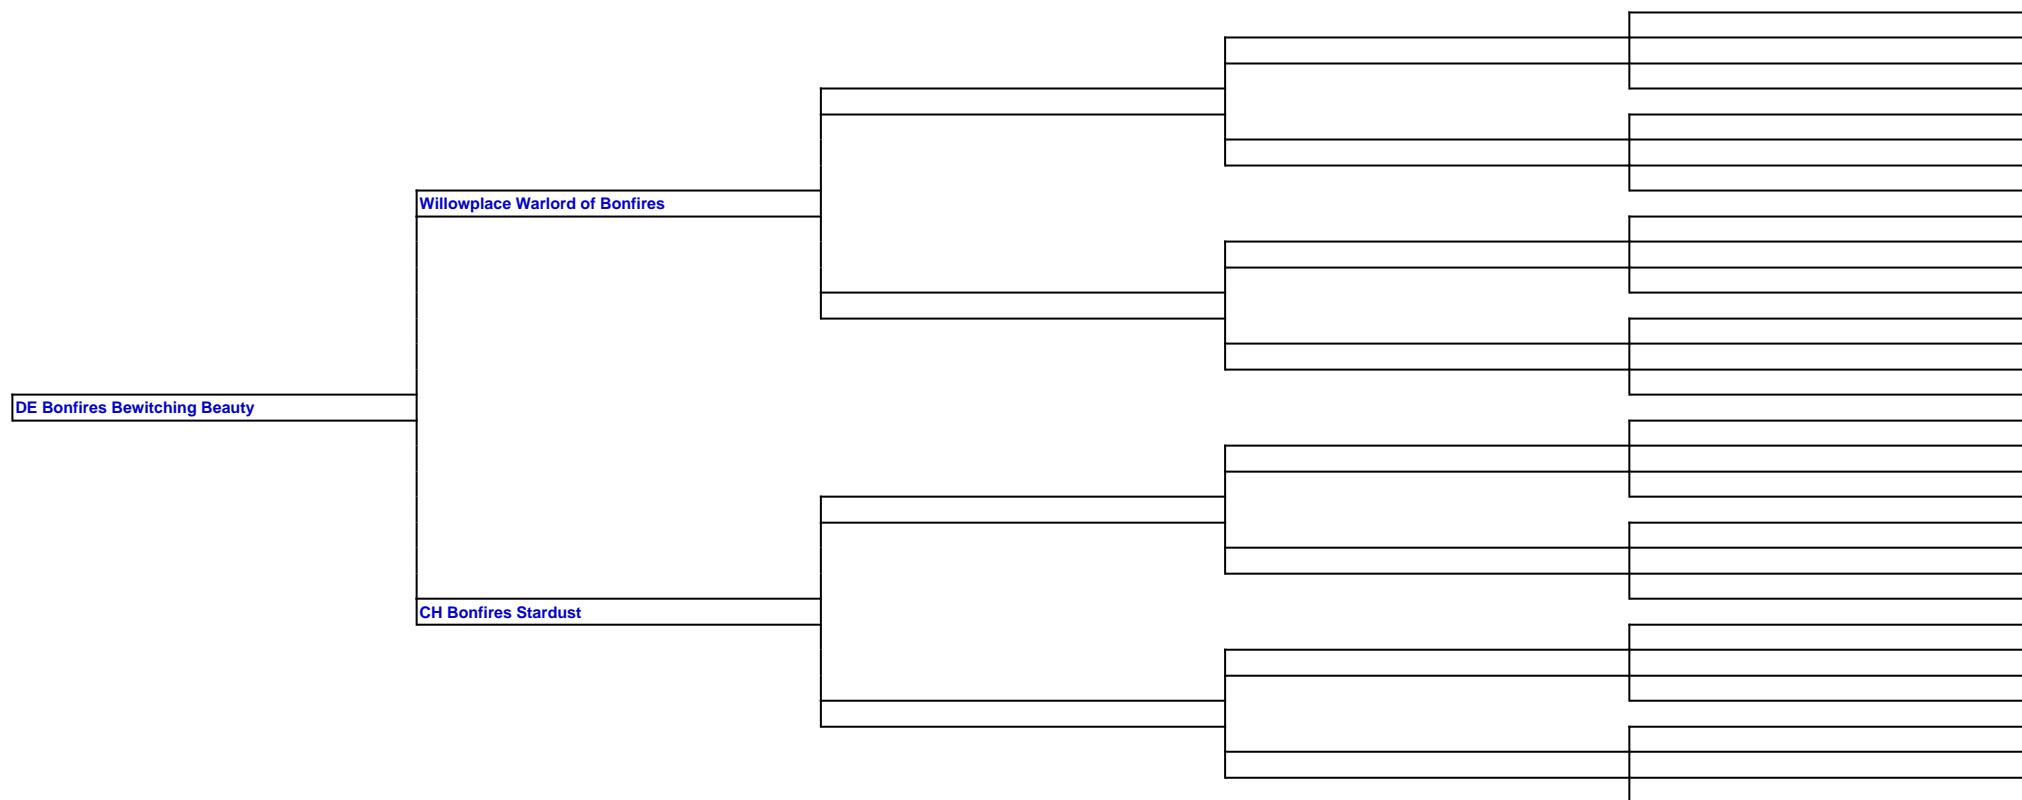 Willowplace Warlord of Bonfires
DE Bonfires Bewitching Beauty
CH Bonfires Stardust